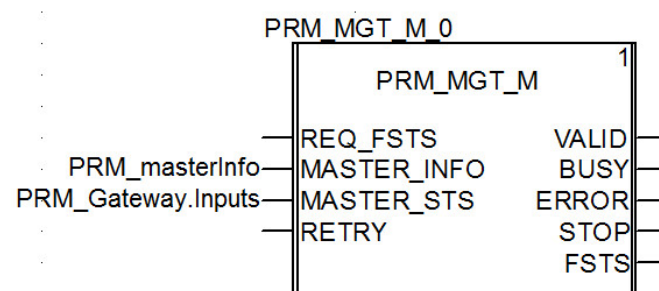 PRM_MGT_M_0
1
PRM_MGT_M
REQ_FSTS VALID
PRM_masterInfo MASTER_INFO BUSY
PRM_Gateway.Inputs MASTER_STS ERROR
RETRY STOP
FSTS